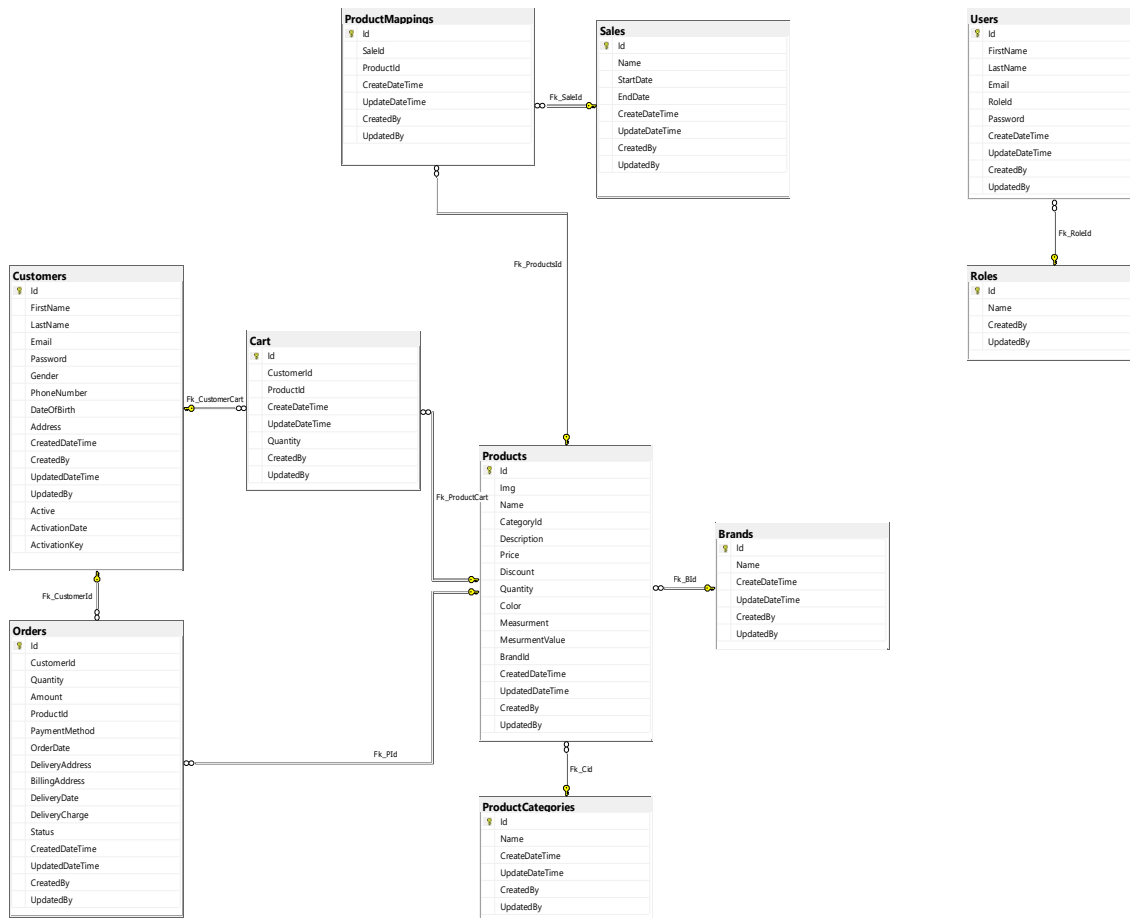 ProductMappings
Id
SaleId
ProductId
CreateDateTime
UpdateDateTime
CreatedBy
UpdatedBy
Fk_SaleId
Sales
Id
Name
StartDate
EndDate
CreateDateTime
UpdateDateTime
CreatedBy
UpdatedBy
Users
Id
FirstName
LastName
Email
RoleId
Password
CreateDateTime
UpdateDateTime
CreatedBy
UpdatedBy
Fk_RoleId
Roles
Id
Name
CreatedBy
UpdatedBy
Fk_ProductsId
Customers
Id
FirstName
LastName
Email
Password
Gender
PhoneNumber
DateOfBirth
Address
CreatedDateTime
CreatedBy
UpdatedDateTime
UpdatedBy
Active
ActivationDate
ActivationKey
Fk_CustomerCart
Cart
Id
CustomerId
ProductId
CreateDateTime
UpdateDateTime
Quantity
CreatedBy
UpdatedBy
Fk_ProductCart
Products
Id
Img
Name
CategoryId
Description
Price
Discount
Quantity
Color
Measurment
MesurmentValue
BrandId
CreatedDateTime
UpdatedDateTime
CreatedBy
UpdatedBy
Fk_BId
Brands
Id
Name
CreateDateTime
UpdateDateTime
CreatedBy
UpdatedBy
Fk_CustomerId
Orders
Id
CustomerId
Quantity
Amount
ProductId
PaymentMethod
OrderDate
DeliveryAddress
BillingAddress
DeliveryDate
DeliveryCharge
Status
CreatedDateTime
UpdatedDateTime
CreatedBy
UpdatedBy
Fk_PId
Fk_Cid
ProductCategories
Id
Name
CreateDateTime
UpdateDateTime
CreatedBy
UpdatedBy